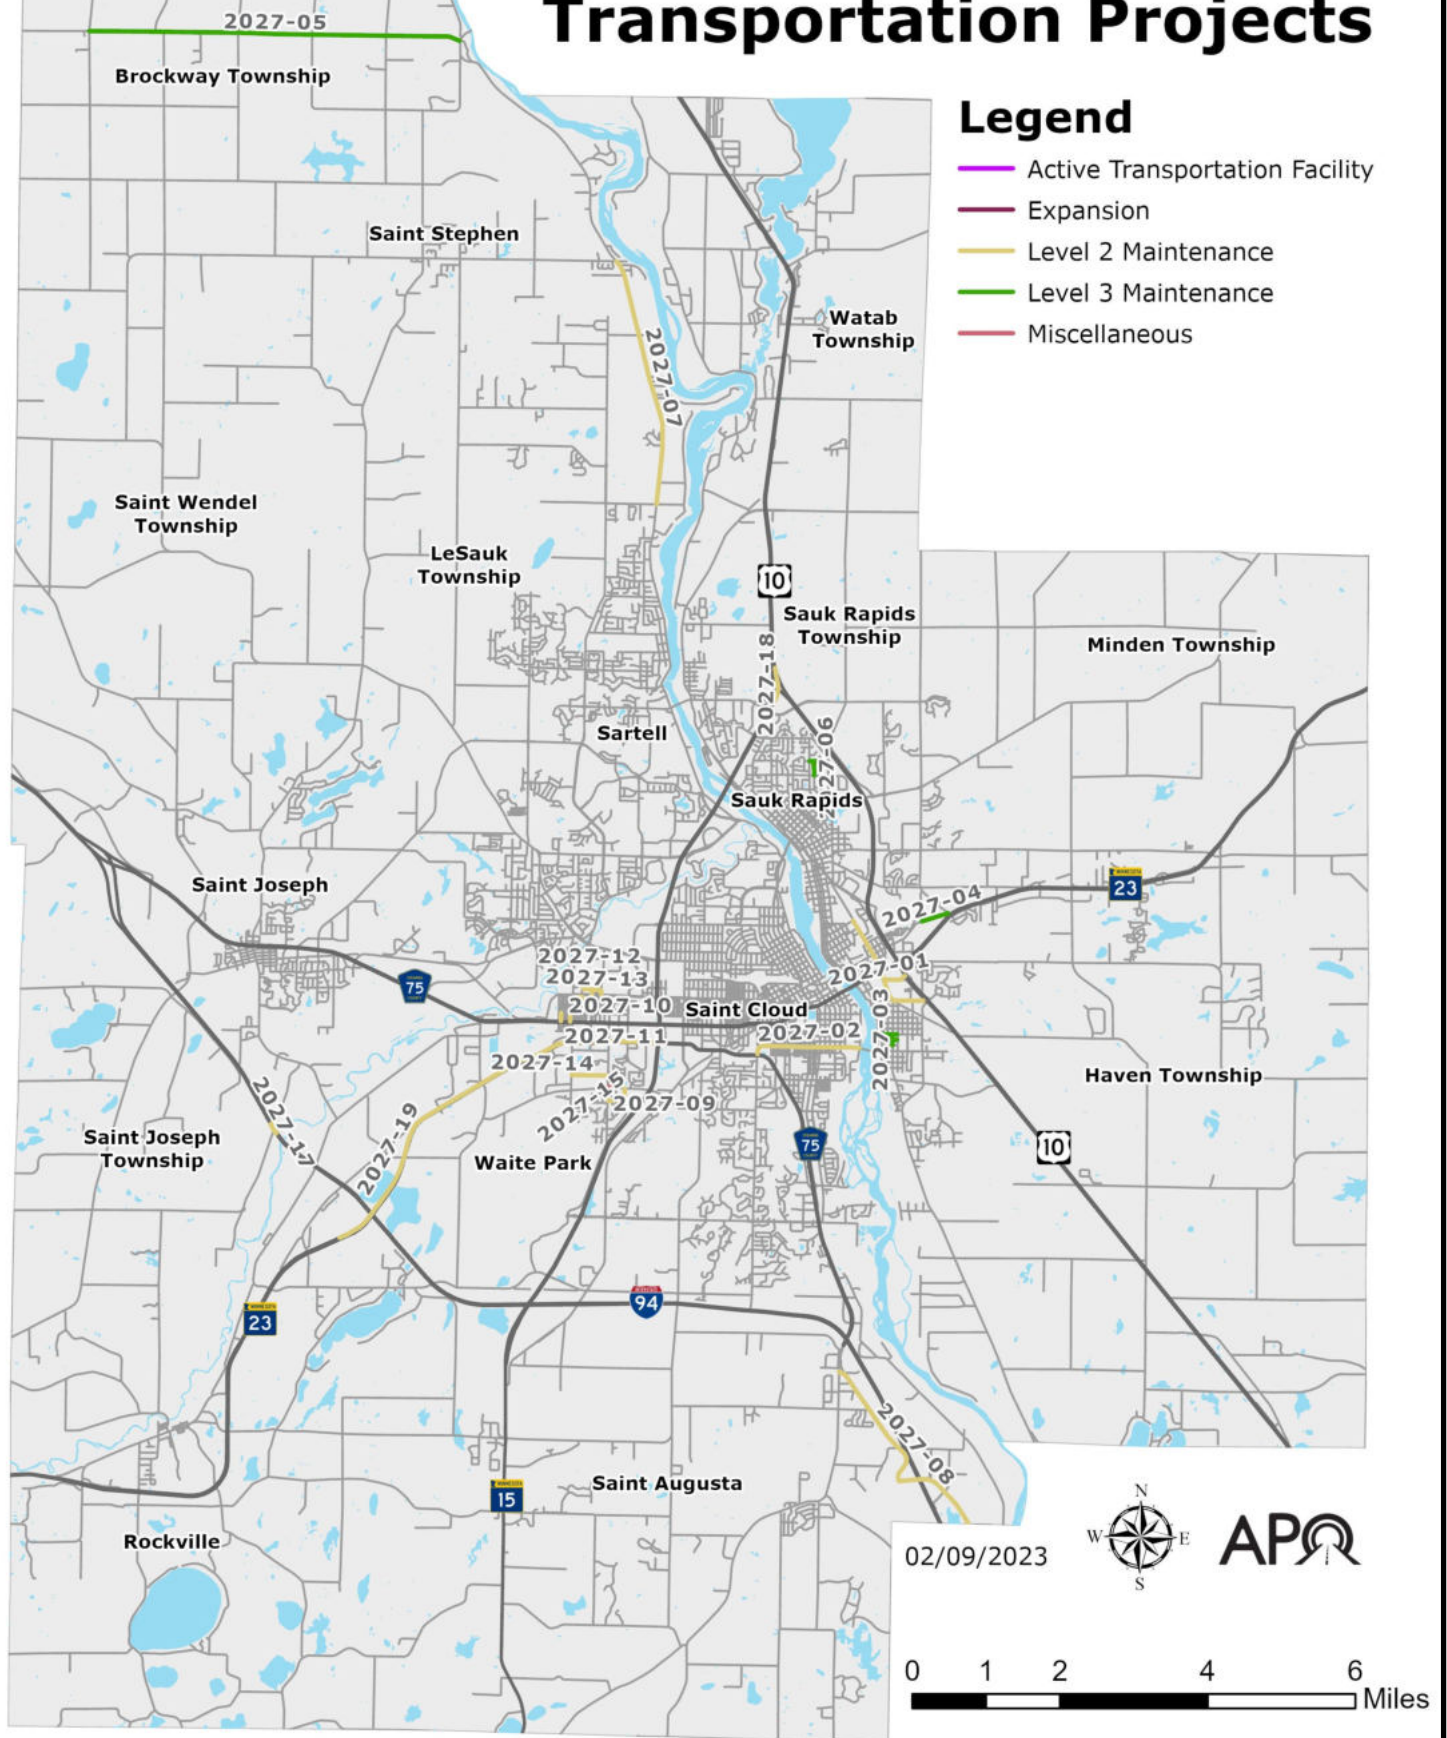 Transportation Projects
2027-05
Brockway Township
Legend
Active Transportation Facility
Expansion
Level 2 Maintenance
Level 3 Maintenance
Miscellaneous
Saint Stephen
Watab
Township
2027-07
Saint Wendel
Township
LeSauk
Township
10
Sauk Rapids
Township
Minden Township
2027-18
Sartell
2027-06
Sauk Rapids
Saint Joseph
23
2027-04
2027-12
2027-13
2027-01
75
2027-10
Saint Cloud
2027-03
2027-11
2027-02
2027-14
2027-15
2027-09
Haven Township
2027-17
2027-19
Saint Joseph
Township
Waite Park
75
10
94
23
2027-08
15
Saint Augusta
Rockville
N
W
E
S
02/09/2023
APO
0 1 2 4 6
Miles